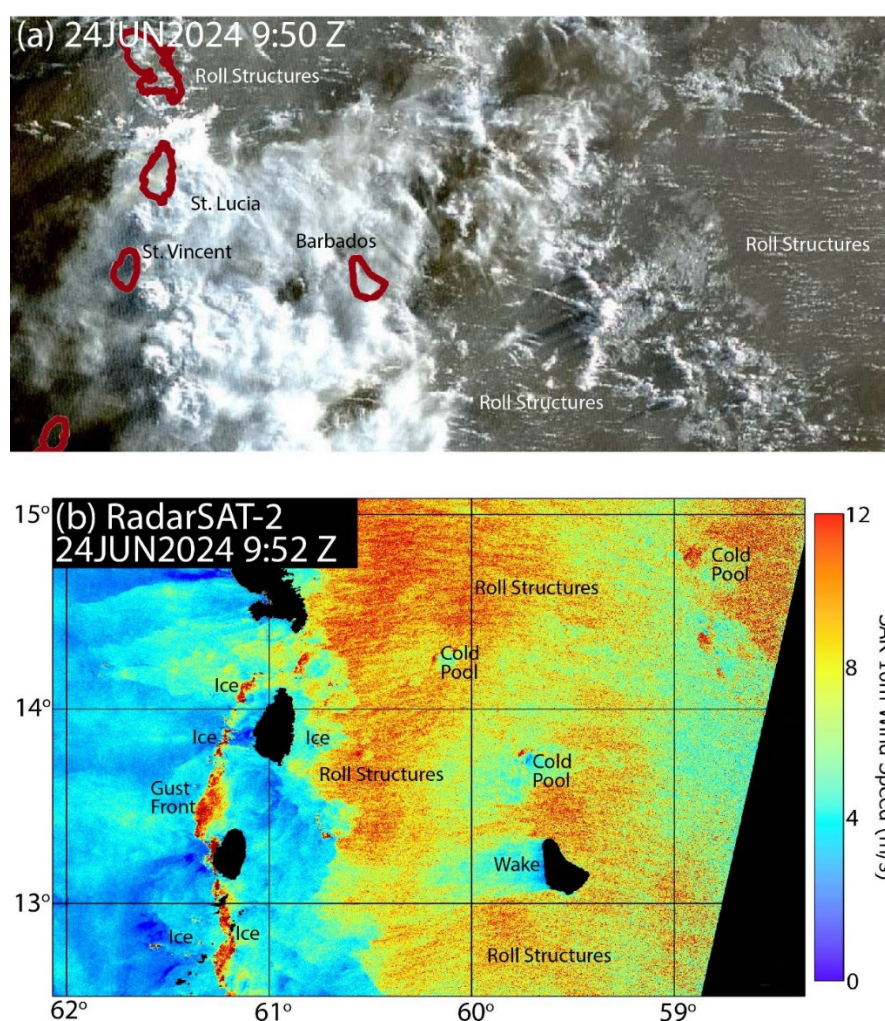 (a) 24JUN2024 9:50 Z
Roll Structures
St. Lucia
St. Vincent
Barbados
Roll Structures
Roll Structures
15°
(b) RadarSAT-2
24JUN2024 9:52 Z
12
Cold
Pool
Roll Structures
Cold
Pool
Ice
14°
Ice
Ice
8
Roll Structures
Cold
Pool
Gust
Front
Wake
4
13°
Ice
Ice
Roll Structures
0
62°
61°
60°
59°
SAR 10m Wind Speed (m/s)